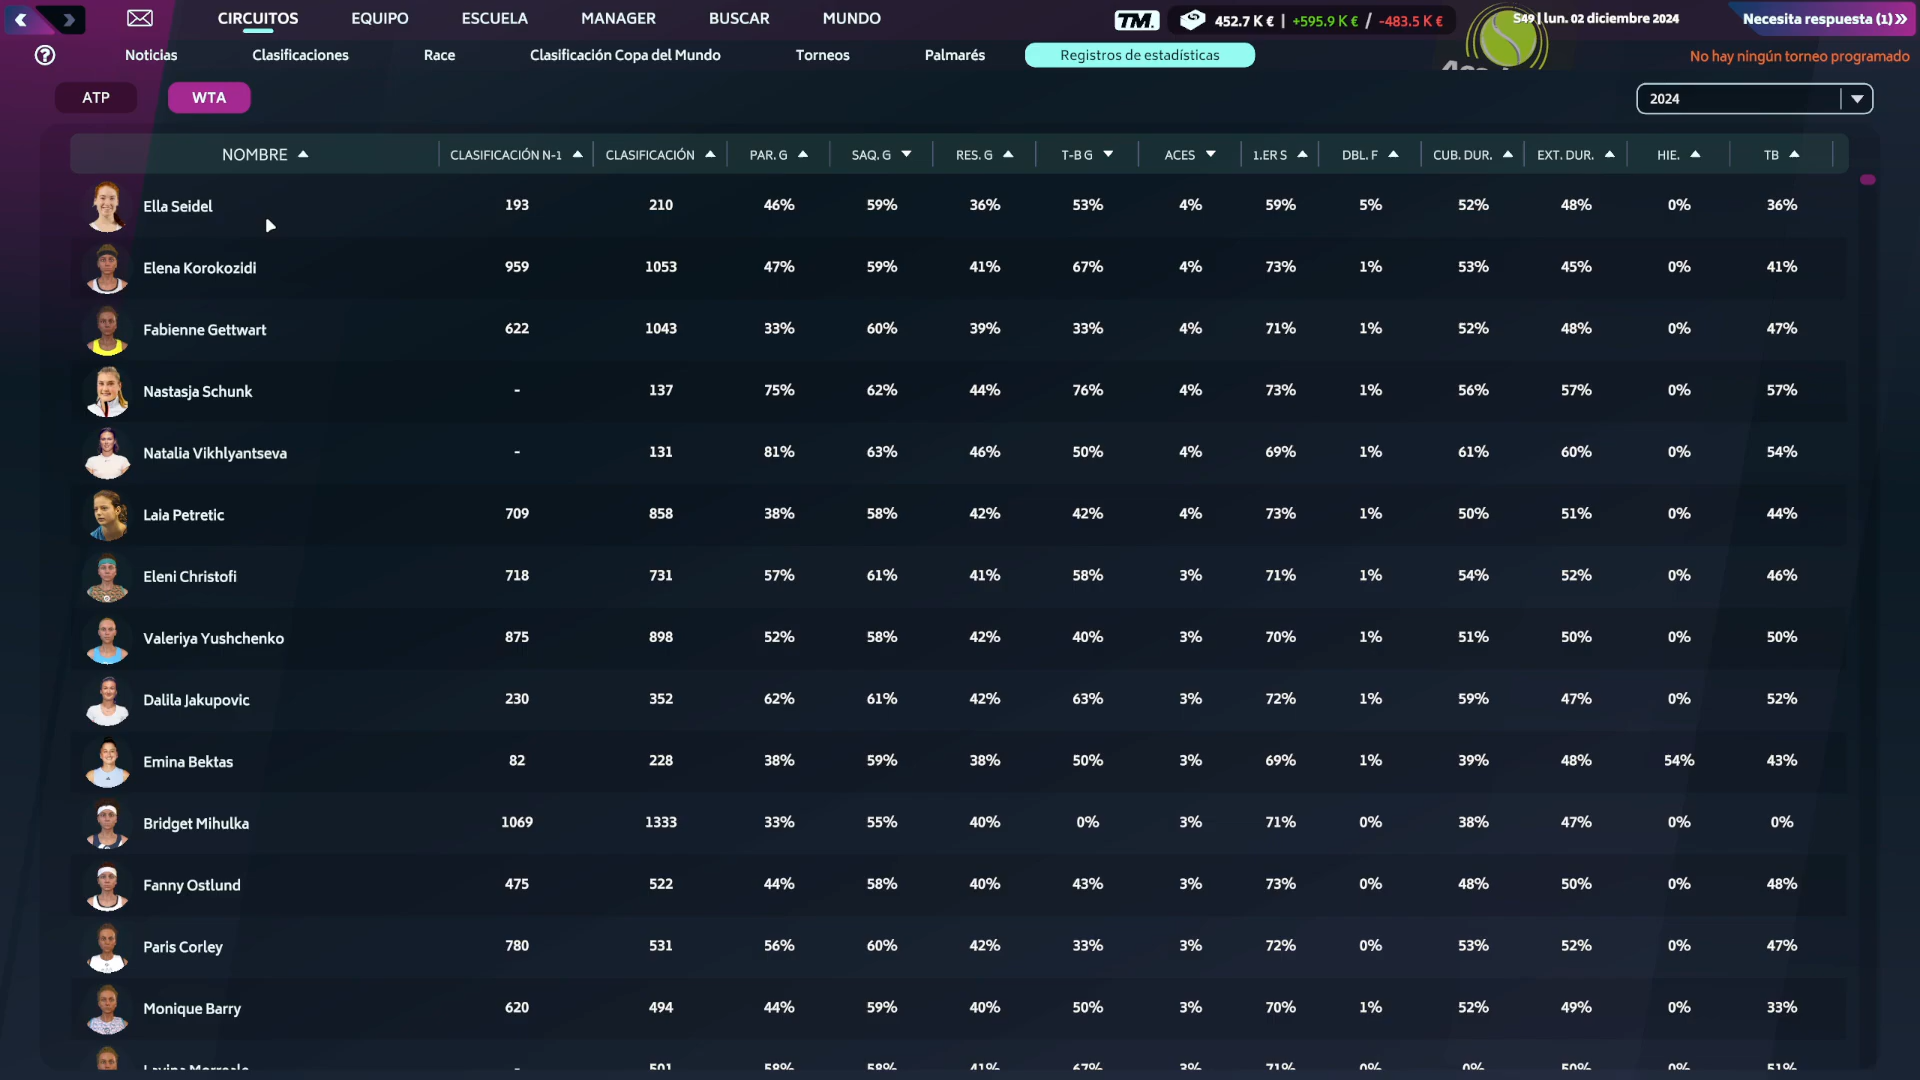 CIRCUITOS EQUIPO ESCUELA MANAGER BUSCAR MUNDO TM. 452.7 K € | +595.9 K € / -483.5 K € S49 | lun. 02 diciembre 2024 Necesita respuesta (1)
Noticias Clasificaciones Race Clasificación Copa del Mundo Torneos Palmarés Registros de estadísticas No hay ningún torneo programado
ATP WTA 2024
NOMBRE CLASIFICACIÓN N-1 CLASIFICACIÓN PAR. G SAQ. G RES. G T-B G ACES 1.ER S DBL. F CUB. DUR. EXT. DUR. HIE. TB
Ella Seidel 193 210 46% 59% 36% 53% 4% 59% 5% 52% 48% 0% 36%
Elena Korokozidi 959 1053 47% 59% 41% 67% 4% 73% 1% 53% 45% 0% 41%
Fabienne Gettwart 622 1043 33% 60% 39% 33% 4% 71% 1% 52% 48% 0% 47%
Nastasja Schunk - 137 75% 62% 44% 76% 4% 73% 1% 56% 57% 0% 57%
Natalia Vikhlyantseva - 131 81% 63% 46% 50% 4% 69% 1% 61% 60% 0% 54%
Laia Petretic 709 858 38% 58% 42% 42% 4% 73% 1% 50% 51% 0% 44%
Eleni Christofi 718 731 57% 61% 41% 58% 3% 71% 1% 54% 52% 0% 46%
Valeriya Yushchenko 875 898 52% 58% 42% 40% 3% 70% 1% 51% 50% 0% 50%
Dalila Jakupovic 230 352 62% 61% 42% 63% 3% 72% 1% 59% 47% 0% 52%
Emina Bektas 82 228 38% 59% 38% 50% 3% 69% 1% 39% 48% 54% 43%
Bridget Mihulka 1069 1333 33% 55% 40% 0% 3% 71% 0% 38% 47% 0% 0%
Fanny Ostlund 475 522 44% 58% 40% 43% 3% 73% 0% 48% 50% 0% 48%
Paris Corley 780 531 56% 60% 42% 33% 3% 72% 0% 53% 52% 0% 47%
Monique Barry 620 494 44% 59% 40% 50% 3% 70% 1% 52% 49% 0% 33%
- 501 58% 58% 41% 67% 3% 71% 0% 0% 50% 0% 51%